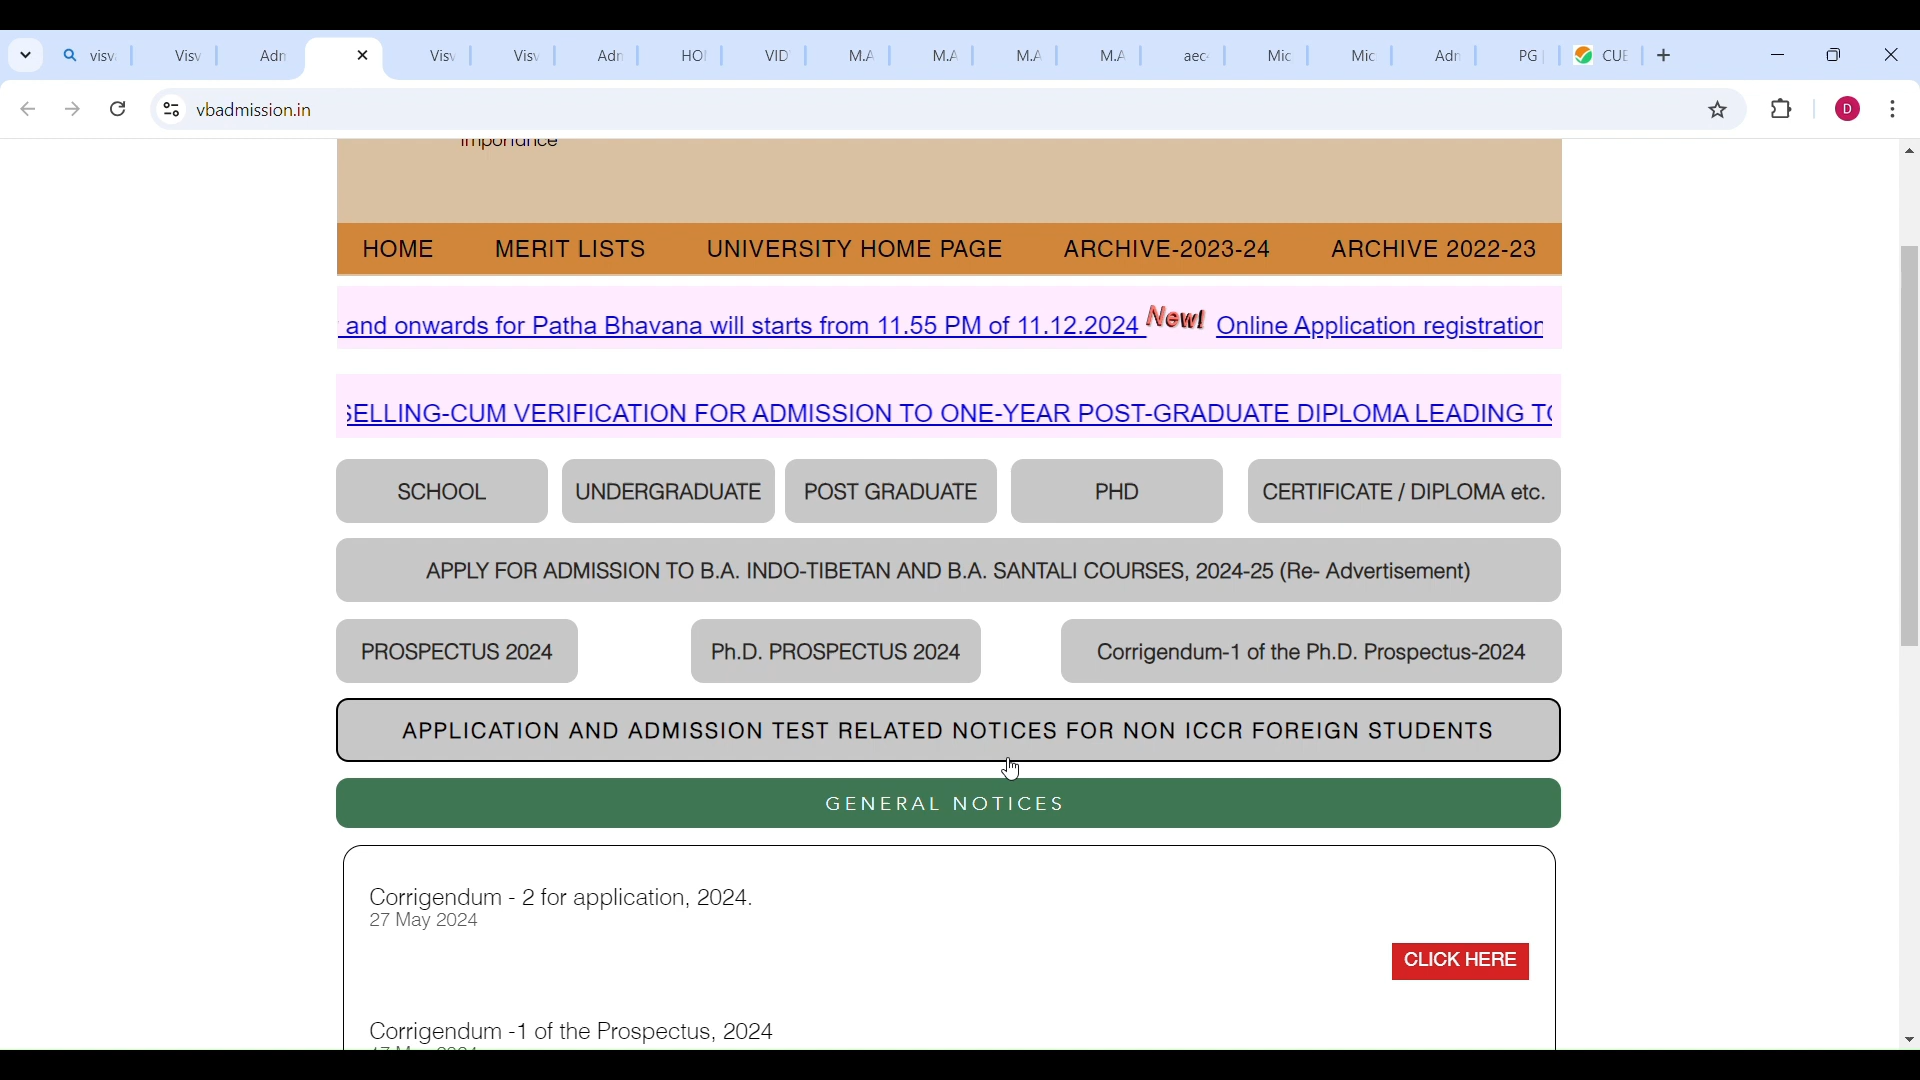 visv
Visv
Adn
Visv
Visv
Adn
HO
VID
M.A
M.A
M.A
M.A
aec
Mic
Mic
Adn
PG
CUE
vbadmission.in
D
importance
HOME
MERIT LISTS
UNIVERSITY HOME PAGE
ARCHIVE-2023-24
ARCHIVE 2022-23
and onwards for Patha Bhavana will starts from 11.55 PM of 11.12.2024 New! Online Application registration
SELLING-CUM VERIFICATION FOR ADMISSION TO ONE-YEAR POST-GRADUATE DIPLOMA LEADING TO
SCHOOL
UNDERGRADUATE
POST GRADUATE
PHD
CERTIFICATE / DIPLOMA etc.
APPLY FOR ADMISSION TO B.A. INDO-TIBETAN AND B.A. SANTALI COURSES, 2024-25 (Re- Advertisement)
PROSPECTUS 2024
Ph.D. PROSPECTUS 2024
Corrigendum-1 of the Ph.D. Prospectus-2024
APPLICATION AND ADMISSION TEST RELATED NOTICES FOR NON ICCR FOREIGN STUDENTS
GENERAL NOTICES
Corrigendum - 2 for application, 2024.
27 May 2024
CLICK HERE
Corrigendum -1 of the Prospectus, 2024